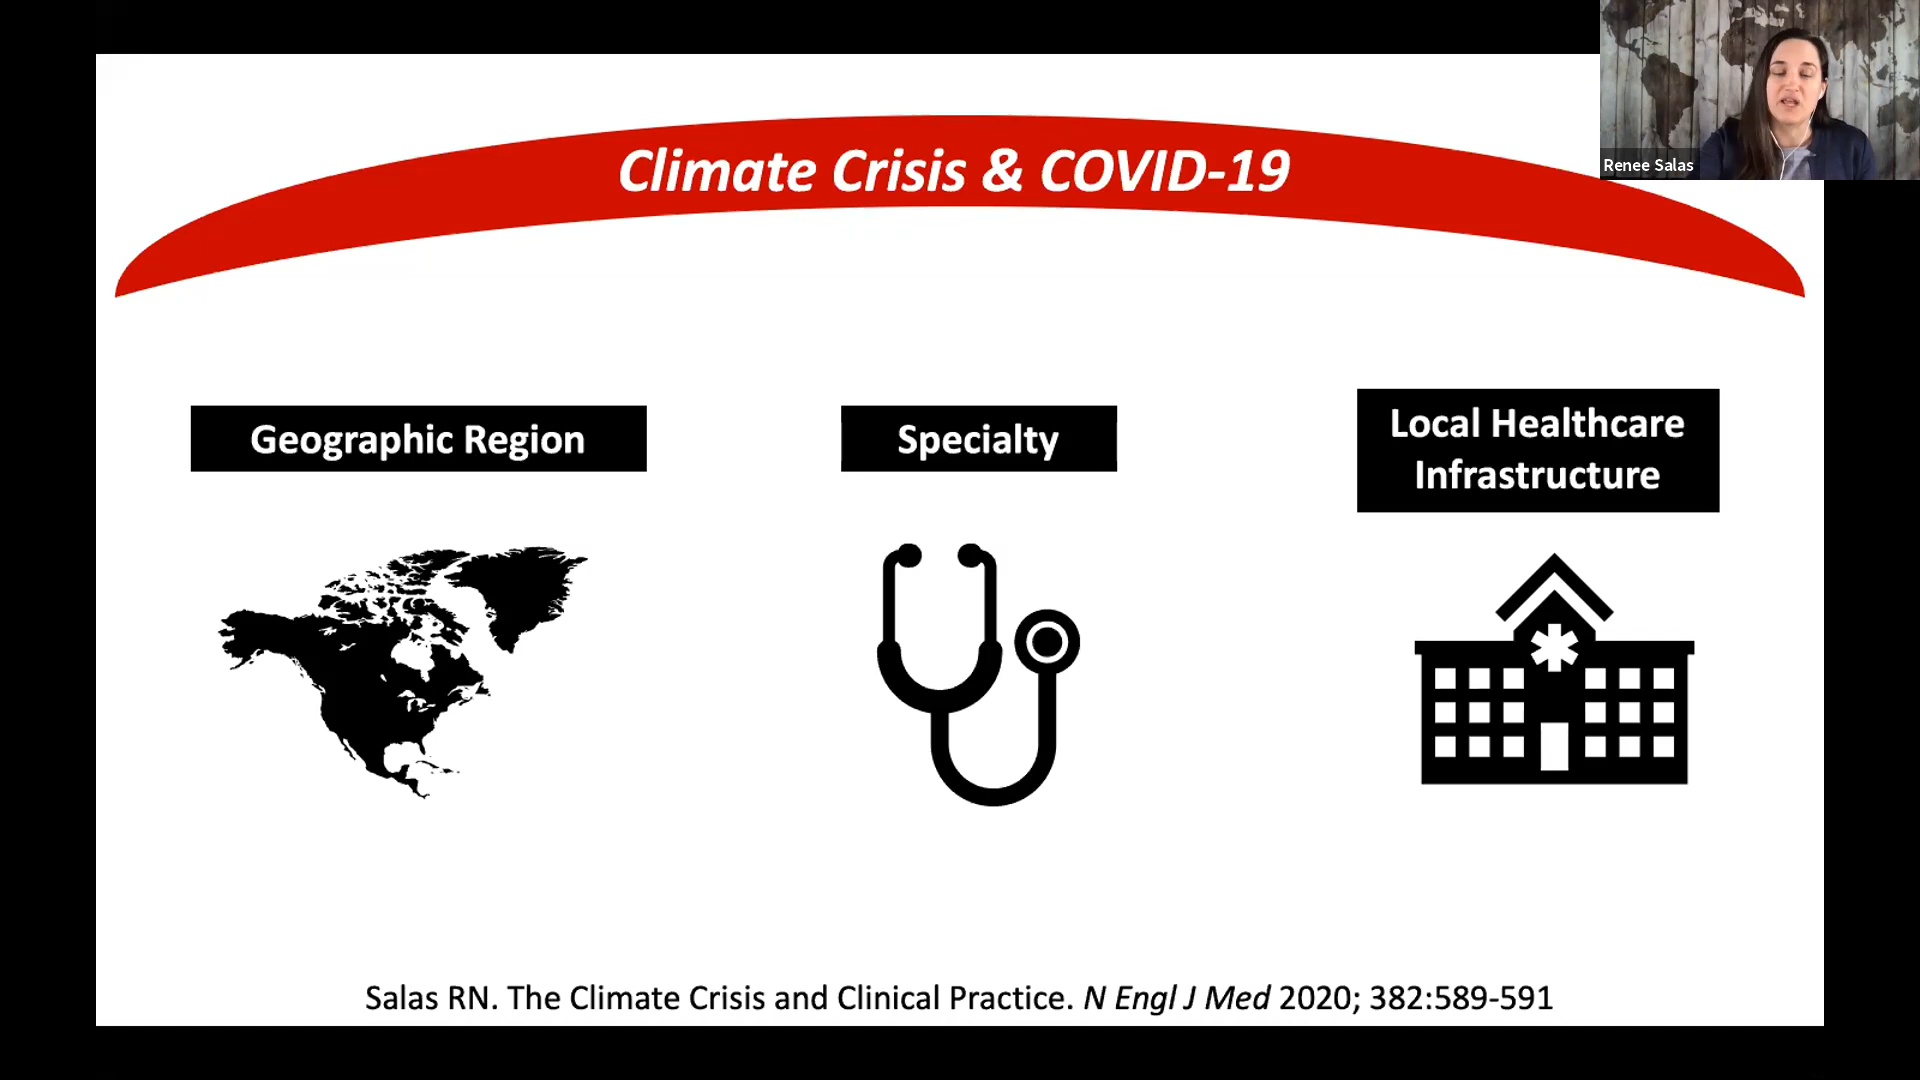 Climate Crisis & COVID-19
Renee Salas
Geographic Region
Specialty
Local Healthcare
Infrastructure
Salas RN. The Climate Crisis and Clinical Practice. N Engl J Med 2020; 382:589-591